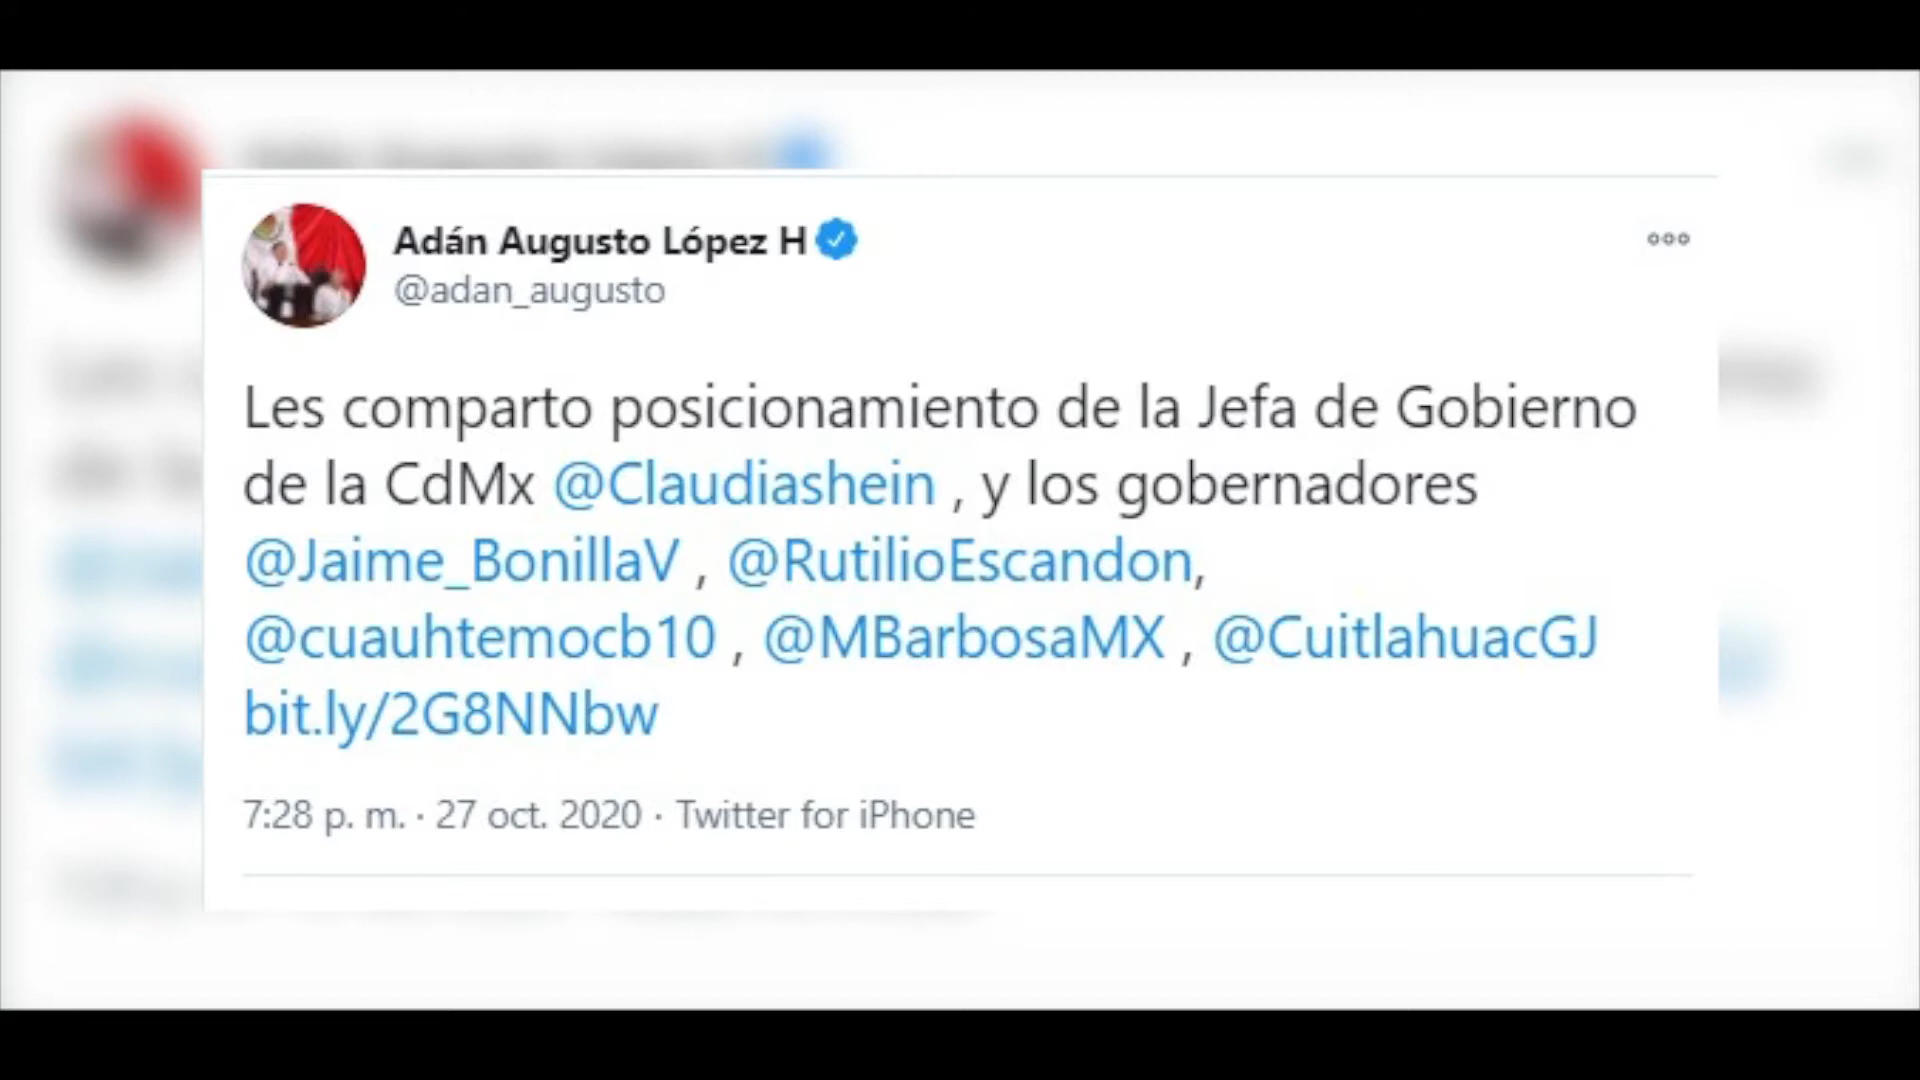 Adán Augusto López H
@adan_augusto
Les comparto posicionamiento de la Jefa de Gobierno
de la CdMx @Claudiashein , y los gobernadores
@Jaime_BonillaV , @RutilioEscandon,
@cuauhtemocb10 , @MBarbosaMX , @CuitlahuacGJ
bit.ly/2G8NNbw
7:28 p. m. · 27 oct. 2020 · Twitter for iPhone